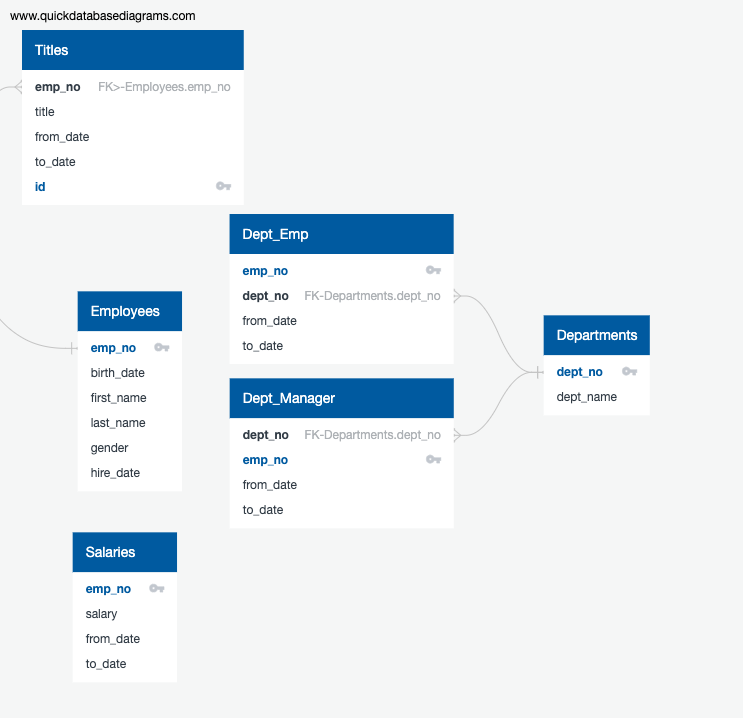 www.quickdatabasediagrams.com
Titles
emp_no FK>-Employees.emp_no
title
from_date
to_date
id
Dept_Emp
emp_no
dept_no FK-Departments.dept_no
from_date
to_date
Employees
emp_no
birth_date
first_name
last_name
gender
hire_date
Departments
dept_no
dept_name
Dept_Manager
dept_no FK-Departments.dept_no
emp_no
from_date
to_date
Salaries
emp_no
salary
from_date
to_date